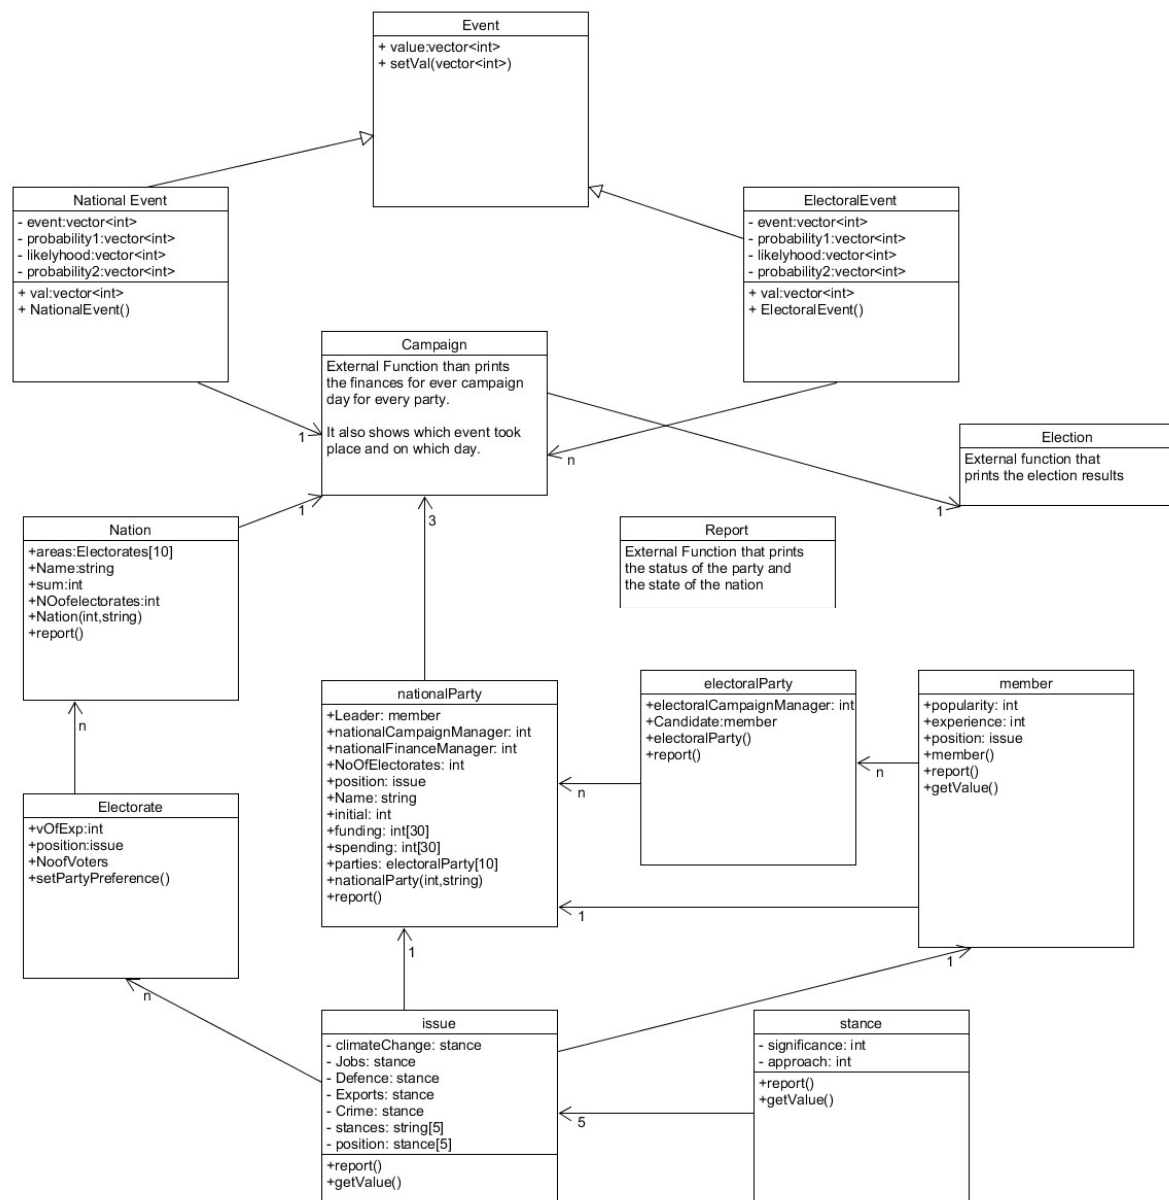 Event
+ value:vector<int>
+ setVal(vector<int>)
National Event
- event:vector<int>
- probability1:vector<int>
- likelyhood:vector<int>
- probability2:vector<int>
+ val:vector<int>
+ NationalEvent()
ElectoralEvent
- event:vector<int>
- probability1:vector<int>
- likelyhood:vector<int>
- probability2:vector<int>
+ val:vector<int>
+ ElectoralEvent()
Campaign
External Function than prints
the finances for ever campaign
day for every party.
It also shows which event took
place and on which day.
1
n
Election
External function that
prints the election results
1
1
3
Nation
+areas:Electorates[10]
+Name:string
+sum:int
+NOofelectorates:int
+Nation(int,string)
+report()
Report
External Function that prints
the status of the party and
the state of the nation
n
nationalParty
+Leader: member
+nationalCampaignManager: int
+nationalFinanceManager: int
+NoOfElectorates: int
+position: issue
+Name: string
+initial: int
+funding: int[30]
+spending: int[30]
+parties: electoralParty[10]
+nationalParty(int,string)
+report()
electoralParty
+electoralCampaignManager: int
+Candidate:member
+electoralParty()
+report()
member
+popularity: int
+experience: int
+position: issue
+member()
+report()
+getValue()
n
n
1
Electorate
+vOfExp:int
+position:issue
+NoofVoters
+setPartyPreference()
n
1
1
issue
- climateChange: stance
- Jobs: stance
- Defence: stance
- Exports: stance
- Crime: stance
- stances: string[5]
- position: stance[5]
+report()
+getValue()
5
stance
- significance: int
- approach: int
+report()
+getValue()